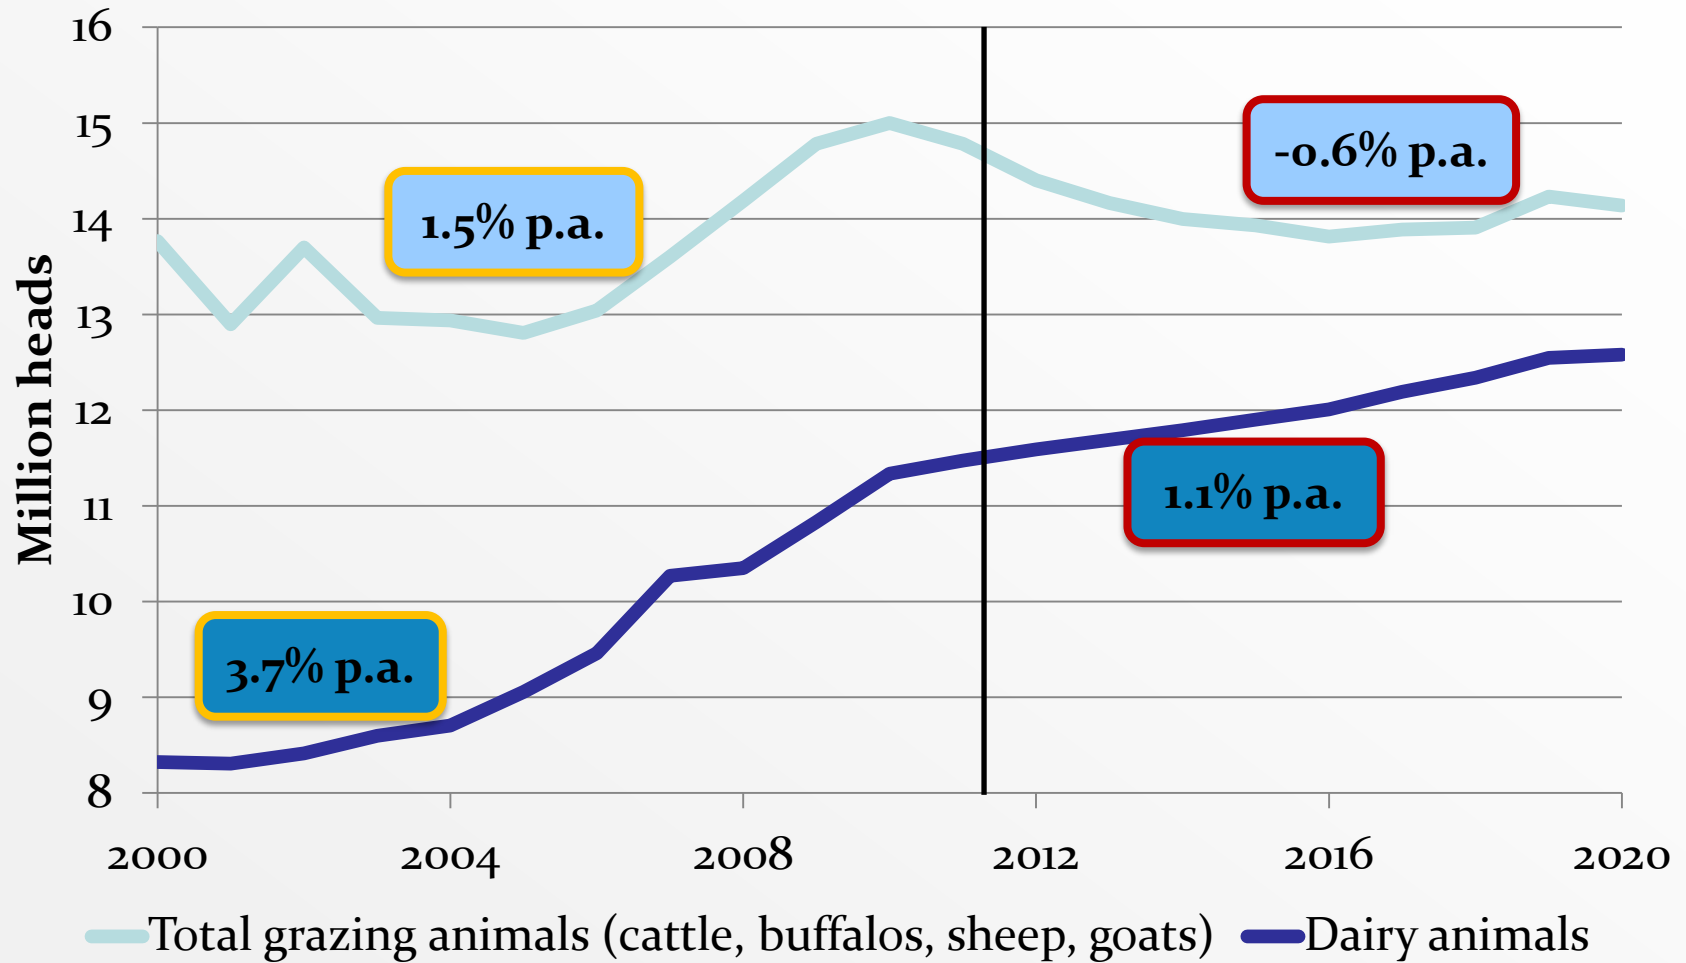 16
15
14
13
12
11
10
9
8
Million heads
1.5% p.a.
-0.6% p.a.
3.7% p.a.
1.1% p.a.
2000 2004 2008 2012 2016 2020
Total grazing animals (cattle, buffalos, sheep, goats) Dairy animals